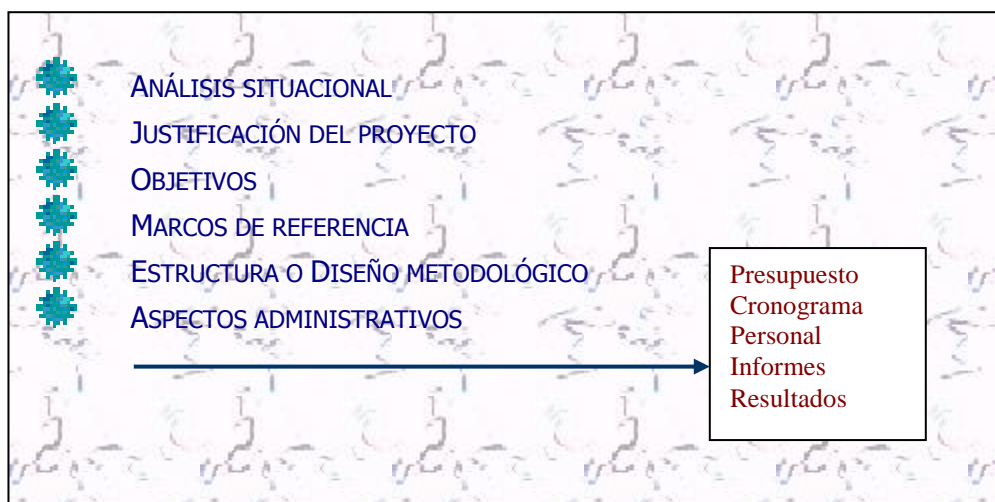 ANÁLISIS SITUACIONAL
JUSTIFICACIÓN DEL PROYECTO
OBJETIVOS
MARCOS DE REFERENCIA
ESTRUCTURA O DISEÑO METODOLÓGICO
ASPECTOS ADMINISTRATIVOS
Presupuesto
Cronograma
Personal
Informes
Resultados